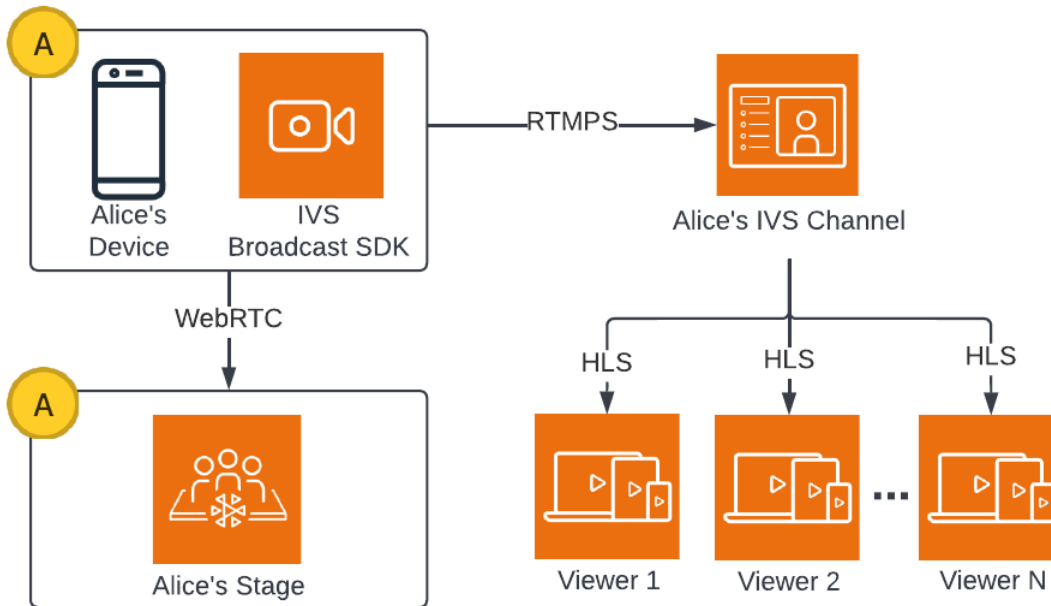 A
Alice's
Device
IVS
Broadcast SDK
RTMPS
Alice's IVS Channel
WebRTC
HLS
HLS
HLS
A
Alice's Stage
Viewer 1
Viewer 2
...
Viewer N